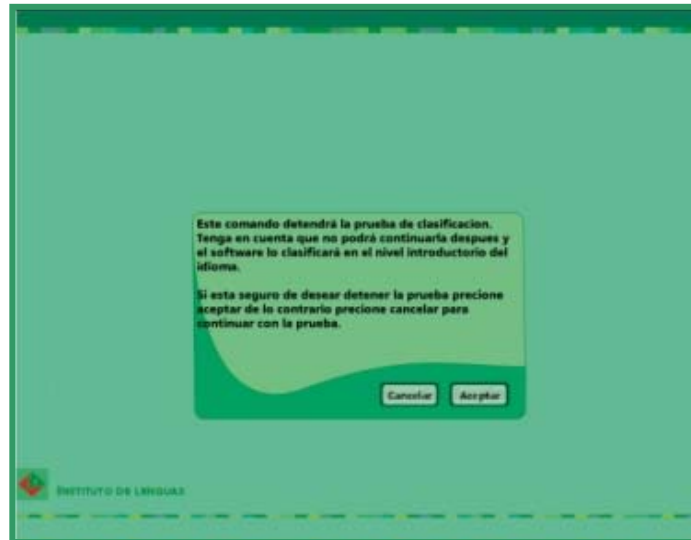 Este comando detendrá la prueba de clasificacion.
Tenga en cuenta que no podrá continuarla despues y
el software lo clasificará en el nivel introductorio del
idioma.
Si esta seguro de desear detener la prueba precione
aceptar de lo contrario precione cancelar para
continuar con la prueba.
Cancelar Aceptar
INSTITUTO DE LENGUAS